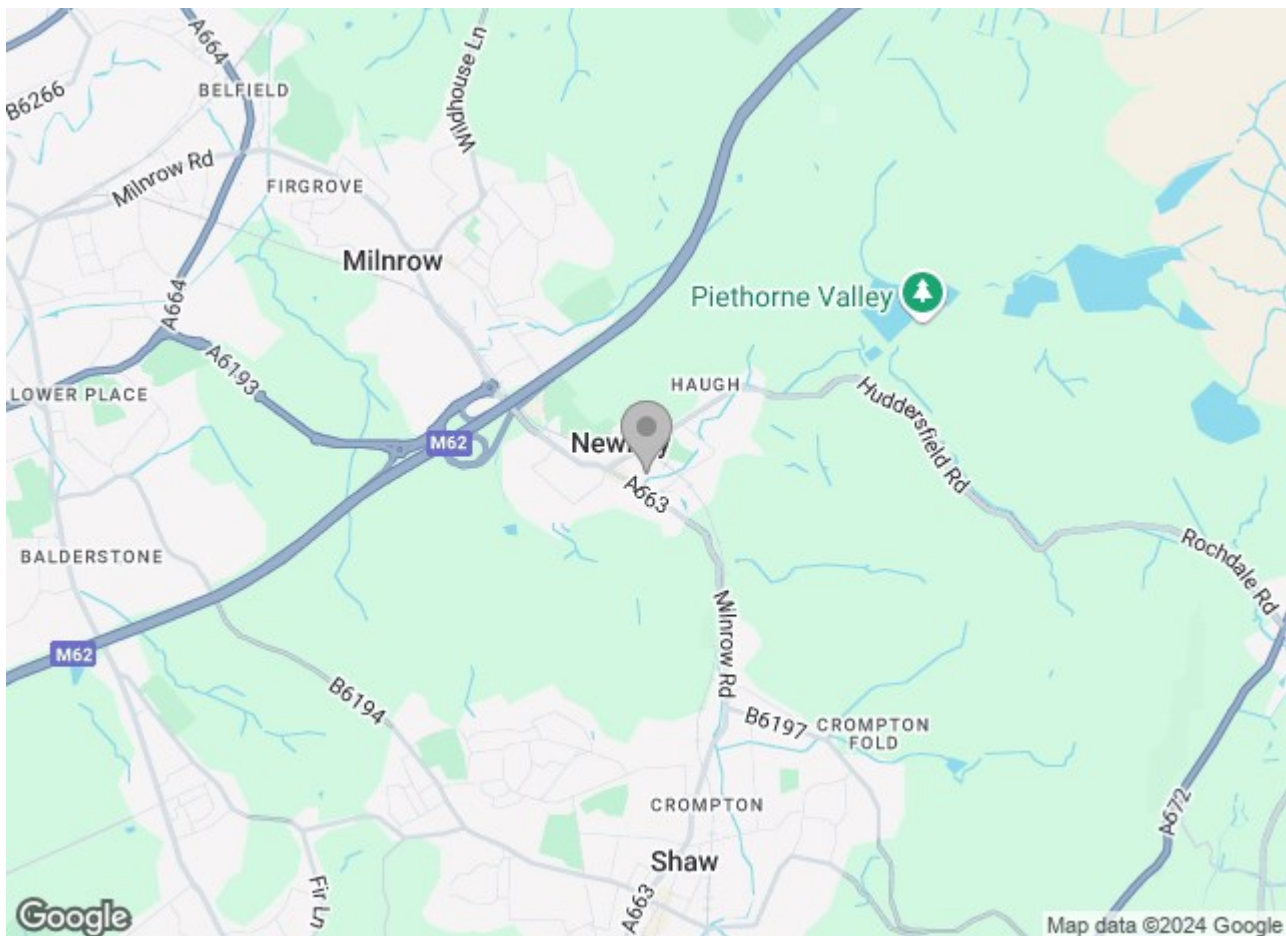 A664
BELFIELD
B6266
Wildhouse Ln
Milnrow Rd
FIRGROVE
Milnrow
A664
Piethorne Valley
A6193
LOWER PLACE
HAUGH
Huddersfield Rd
M62
A663
Rochdale Rd
BALDERSTONE
Milnrow Rd
M62
B6194
B6197
CROMPTON
FOLD
CROMPTON
A672
Shaw
Fir Ln
A663
Google
Map data ©2024 Google